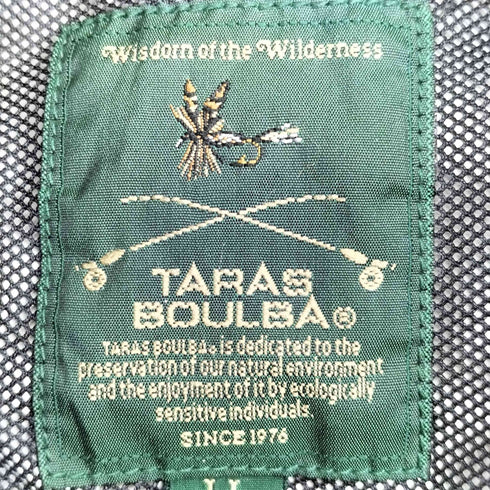 Wisdom of the Wilderness
TARAS
BOULBA®
TARAS BOULBA® is dedicated to the
preservation of our natural environment
and the enjoyment of it by ecologically
sensitive individuals.
SINCE 1976